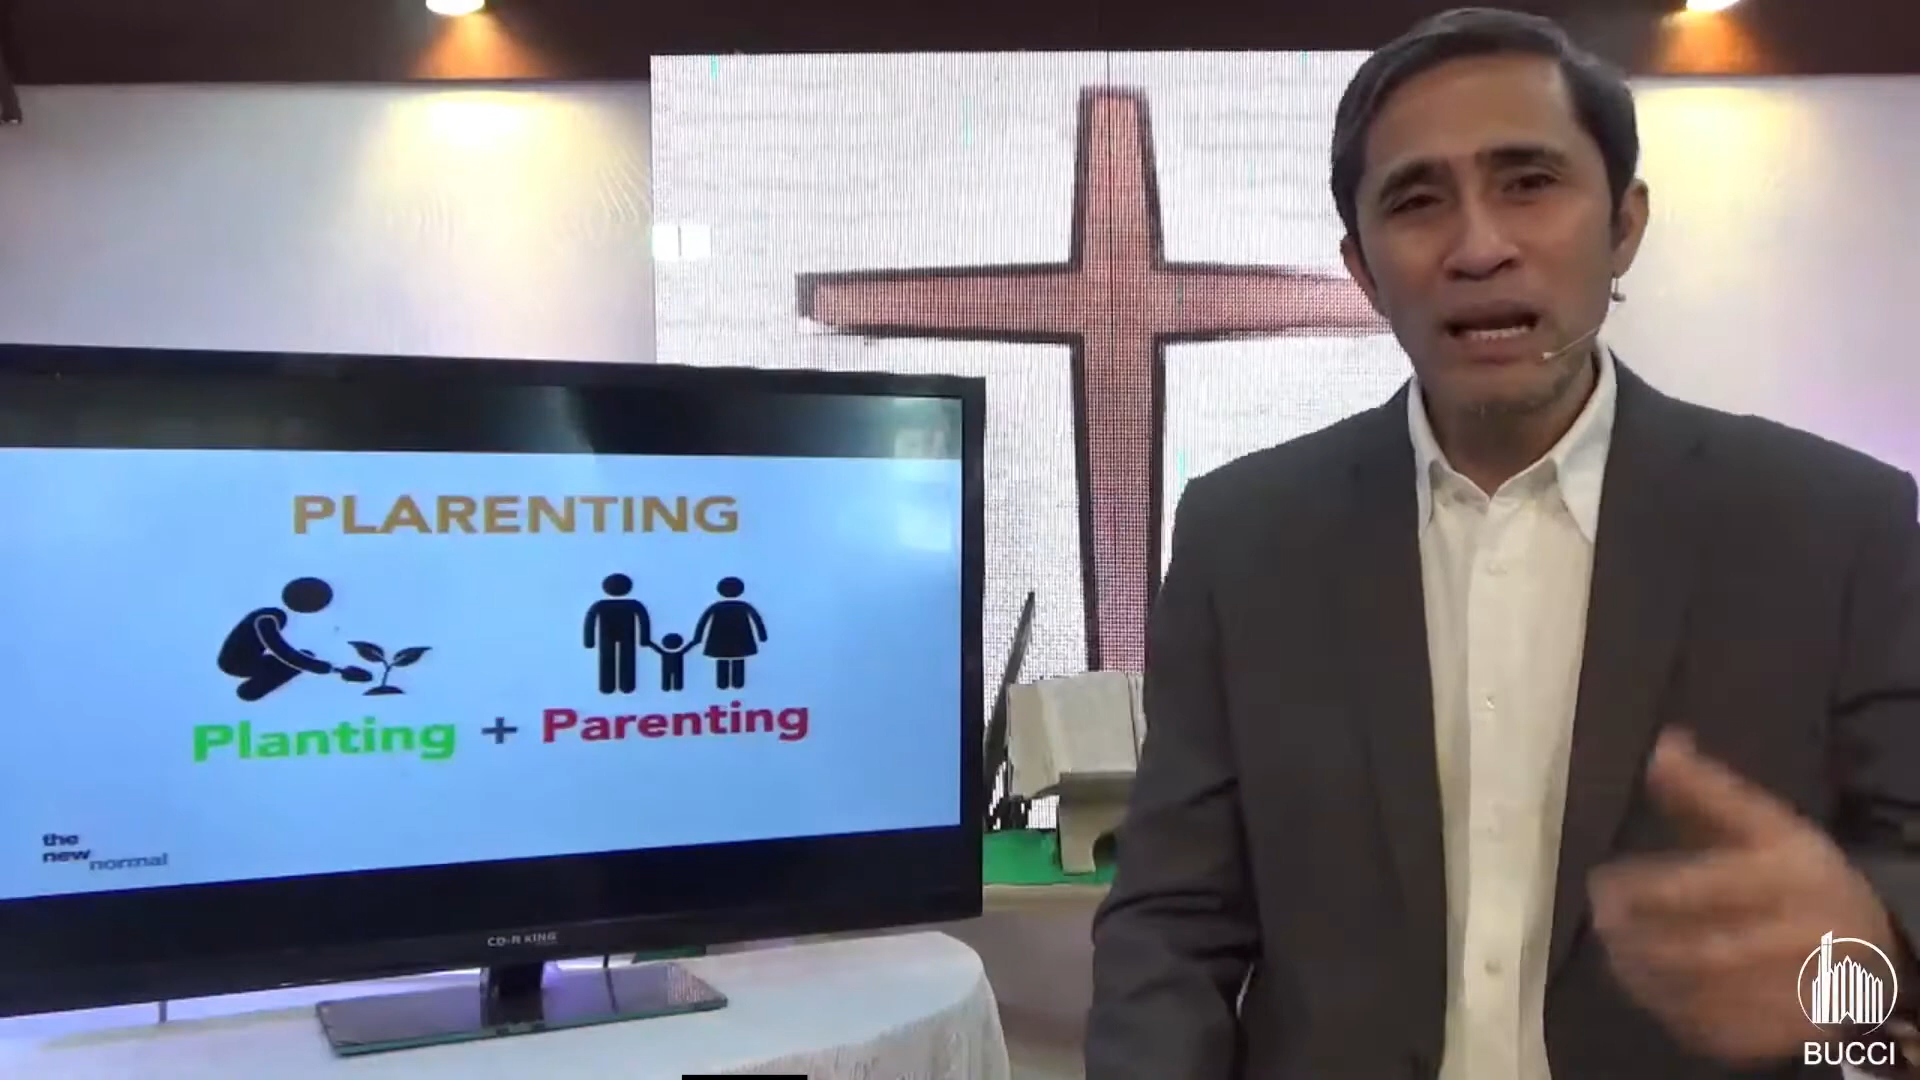 PLARENTING
Planting + Parenting
the
new normal
CD-R KING
BUCCI